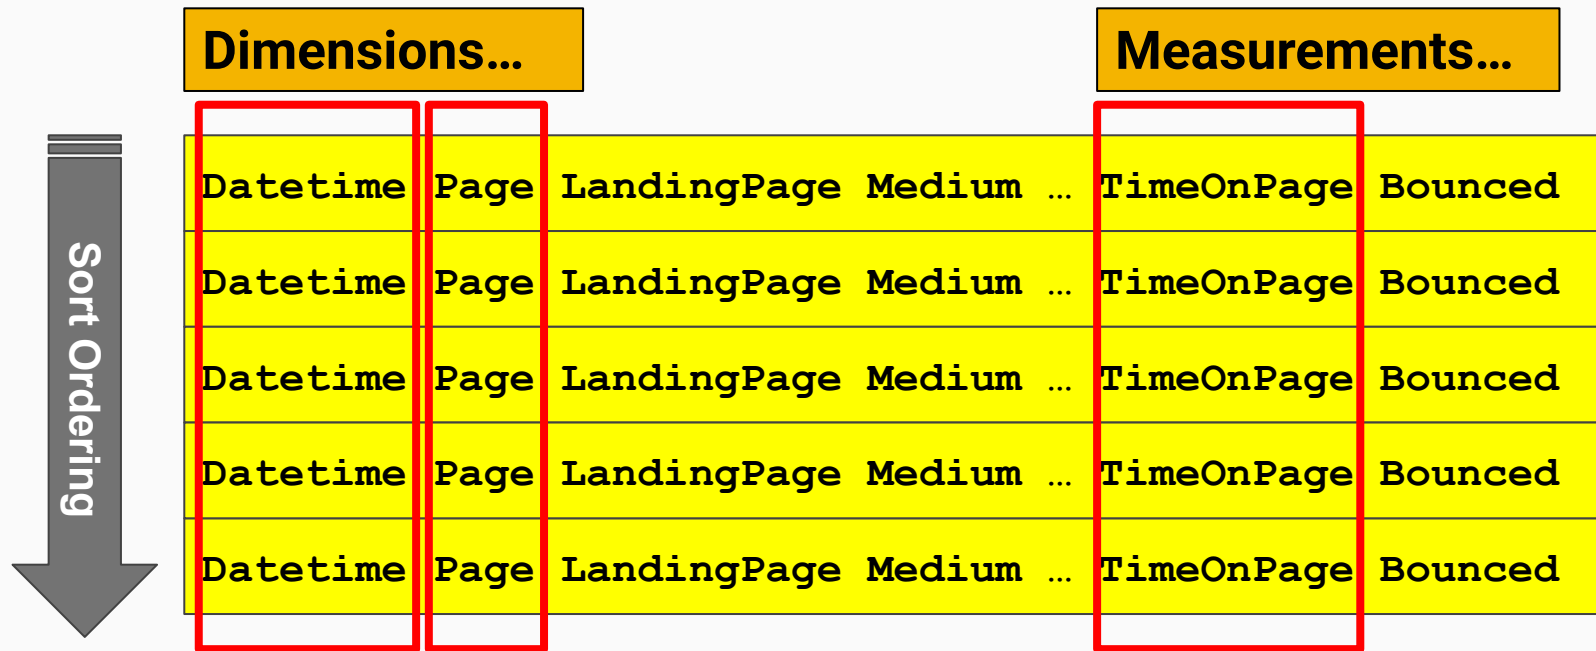 Dimensions…
Measurements…
Sort Ordering
Datetime Page LandingPage Medium … TimeOnPage Bounced
Datetime Page LandingPage Medium … TimeOnPage Bounced
Datetime Page LandingPage Medium … TimeOnPage Bounced
Datetime Page LandingPage Medium … TimeOnPage Bounced
Datetime Page LandingPage Medium … TimeOnPage Bounced